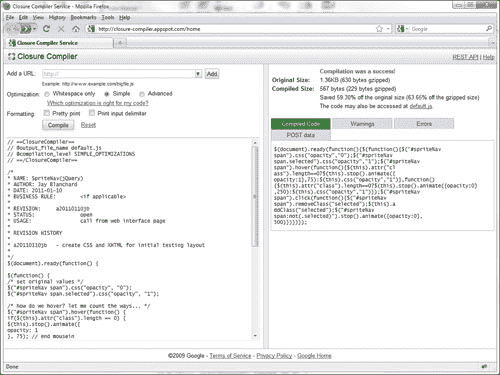 Closure Compiler Service - Mozilla Firefox
File Edit View History Bookmarks Tools Help
http://closure-compiler.appspot.com/home
Google
Closure Compiler Service
Closure Compiler
REST API | Help
Add a URL: http:// Add
Example: http://www.example.com/bigfile.js
Optimization: Whitespace only Simple Advanced
Which optimization is right for my code?
Formatting: Pretty print Print input delimiter
Compile Reset
// ==ClosureCompiler==
// @output_file_name default.js
// @compilation_level SIMPLE_OPTIMIZATIONS
// ==/ClosureCompiler==
/*
* NAME: SpriteNav(jQuery)
* AUTHOR: Jay Blanchard
* DATE: 2011-01-10
* BUSINESS RULE: <if applicable>
*
* REVISION: a20110110jb
* STATUS: open
* USAGE: call from web interface page
*
* REVISION HISTORY
*
* a20110110jb - create CSS and XHTML for initial testing layout
*
*/
$(document).ready(function() {
$(function() {
/* set original values */
$("#spriteNav span").css("opacity", "0");
$("#spriteNav span.selected").css("opacity", "1");
/* how do we hover? let me count the ways... */
$("#spriteNav span").hover(function() {
if($(this).attr("class").length == 0) {
$(this).stop().animate({
opacity: 1
}, 75); // end mousein
Compilation was a success!
Original Size: 1.36KB (630 bytes gzipped)
Compiled Size: 567 bytes (229 bytes gzipped)
Saved 59.30% off the original size (63.65% off the gzipped size)
The code may also be accessed at default.js.
Compiled Code Warnings Errors
POST data
$(document).ready(function(){$(function(){$("#spriteNav
span").css("opacity","0");$("#spriteNav
span.selected").css("opacity","1");$("#spriteNav
span").hover(function(){$(this).attr("cl
ass").length==0?$(this).stop().animate({
opacity:1},75):$(this).css("opacity","1")},function()
{$(this).attr("class").length==0?$(this).stop().animate({opacity:0}
,250):$(this).css("opacity","1")});$("#spriteNav
span").click(function(){$("#spriteNav
span").removeClass("selected");$(this).a
ddClass("selected");$("#spriteNav
span:not(.selected)").stop().animate({opacity:0},
500)})})});
©2009 Google - Terms of Service - Privacy Policy - Google Home
Done